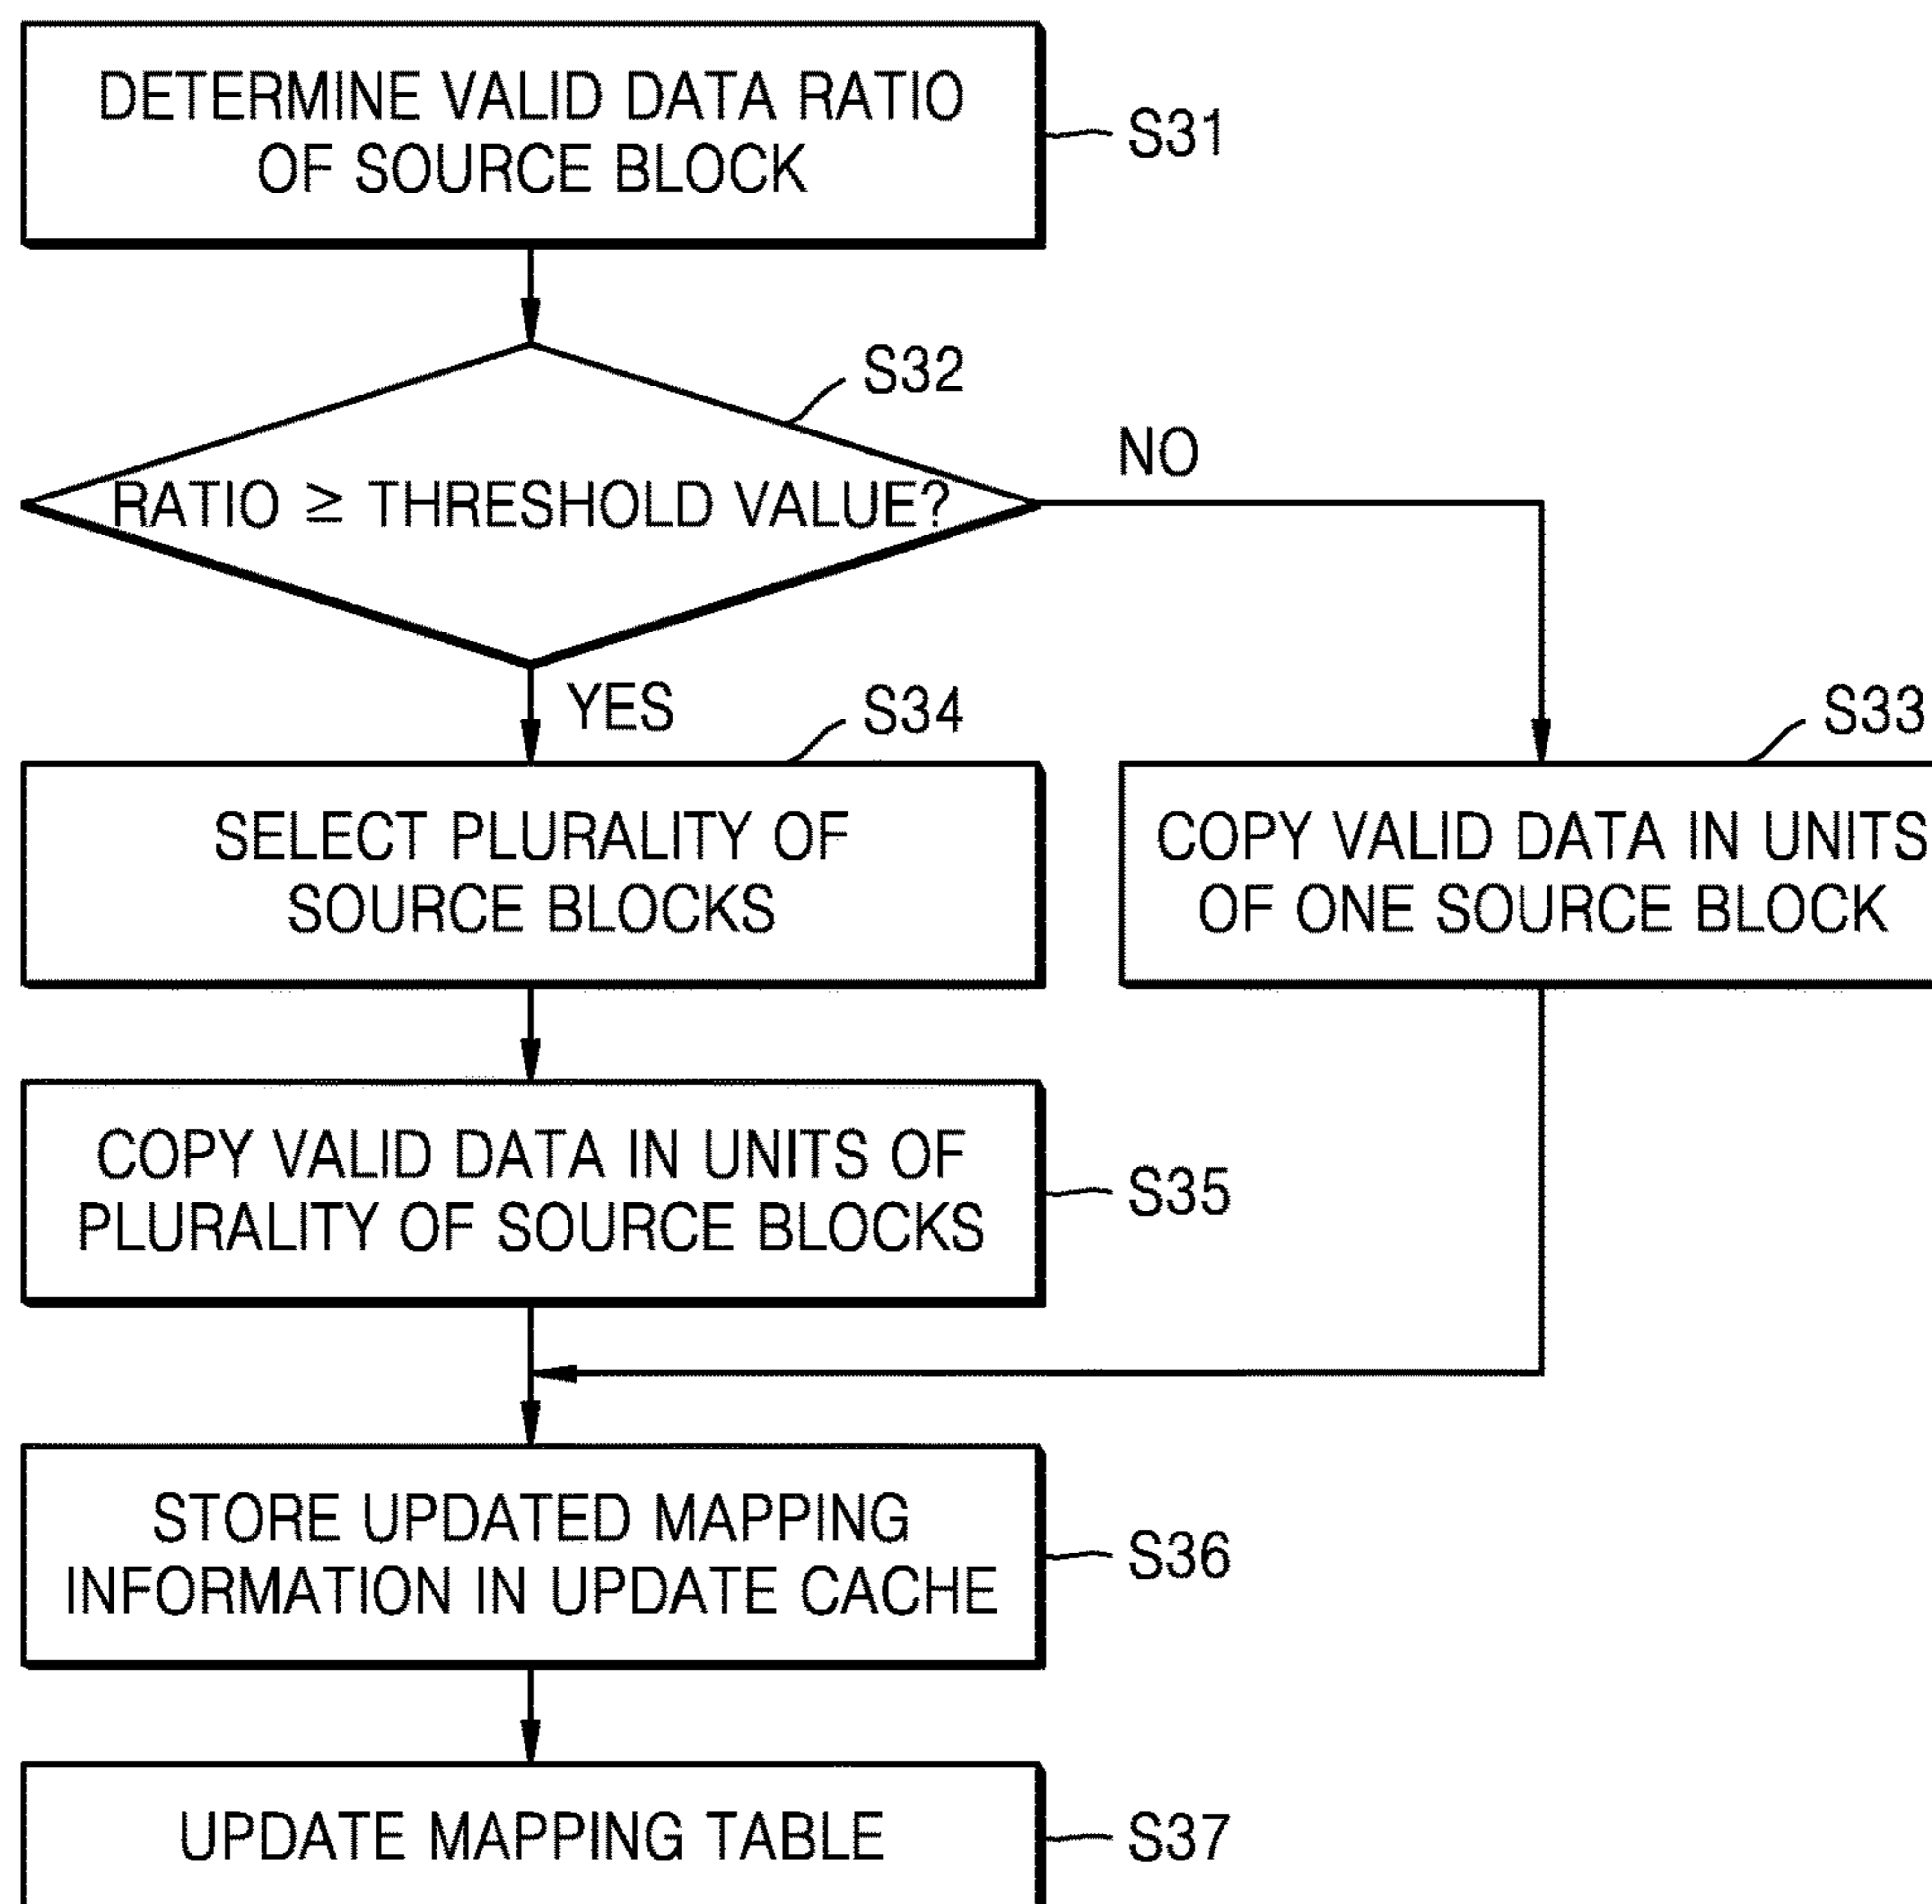 DETERMINE VALID DATA RATIO
OF SOURCE BLOCK
S31
S32
RATIO ≥ THRESHOLD VALUE?
NO
YES
S34
S33
SELECT PLURALITY OF
SOURCE BLOCKS
COPY VALID DATA IN UNITS
OF ONE SOURCE BLOCK
COPY VALID DATA IN UNITS OF
PLURALITY OF SOURCE BLOCKS
S35
STORE UPDATED MAPPING
INFORMATION IN UPDATE CACHE
S36
UPDATE MAPPING TABLE
S37